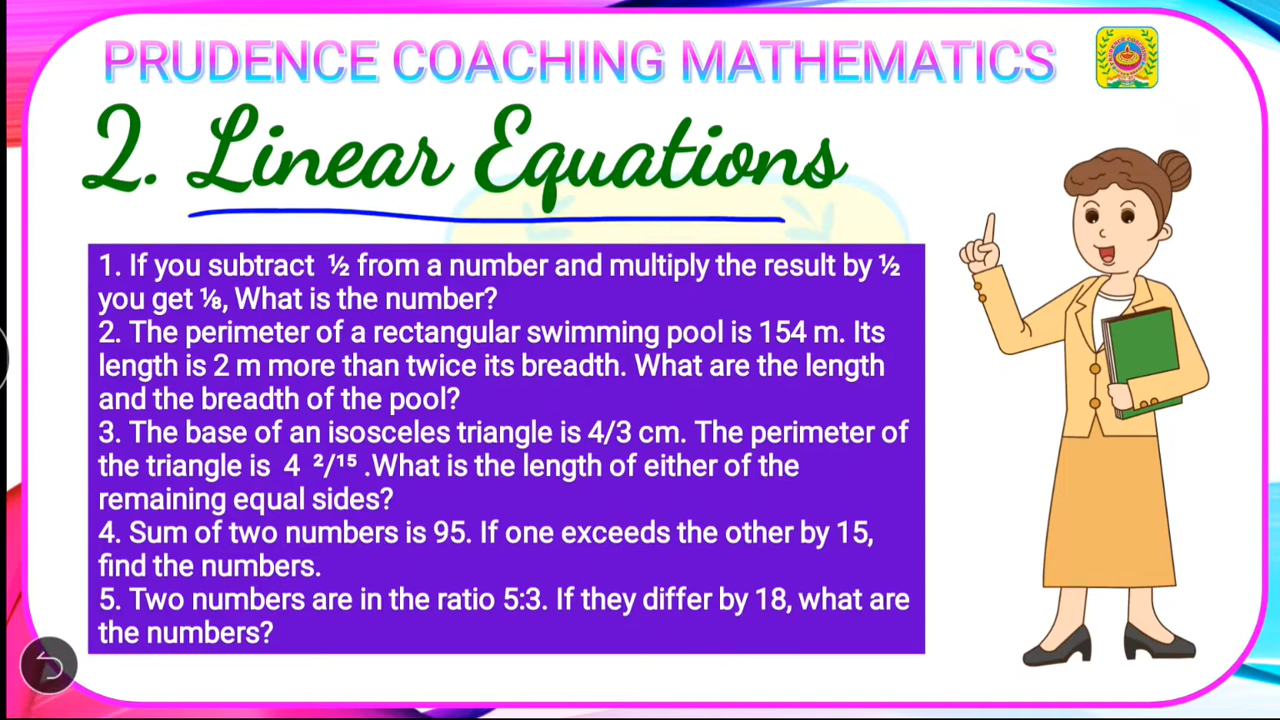 PRUDENCE COACHING MATHEMATICS
2. Linear Equations
1. If you subtract ½ from a number and multiply the result by ½
you get ⅛, What is the number?
2. The perimeter of a rectangular swimming pool is 154 m. Its
length is 2 m more than twice its breadth. What are the length
and the breadth of the pool?
3. The base of an isosceles triangle is 4/3 cm. The perimeter of
the triangle is 4 ²/¹⁵ .What is the length of either of the
remaining equal sides?
4. Sum of two numbers is 95. If one exceeds the other by 15,
find the numbers.
5. Two numbers are in the ratio 5:3. If they differ by 18, what are
the numbers?